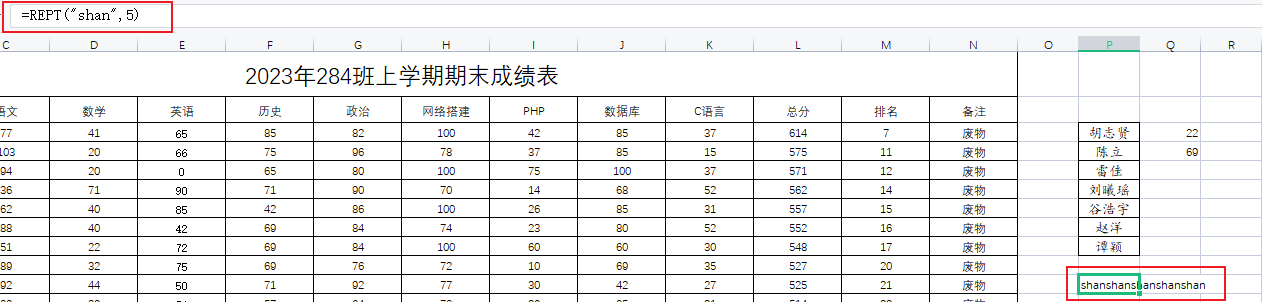 =REPT("shan",5)
C D E F G H I J K L M N O P Q R
2023年284班上学期期末成绩表
语文 数学 英语 历史 政治 网络搭建 PHP 数据库 C语言 总分 排名 备注
77 41 65 85 82 100 42 85 37 614 7 废物 胡志贤 22
103 20 66 75 96 78 37 85 15 575 11 废物 陈立 69
94 20 0 65 80 100 75 100 37 571 12 废物 雷佳
36 71 90 71 90 70 14 68 52 562 14 废物 刘曦瑶
62 40 85 42 86 100 26 85 31 557 15 废物 谷浩宇
88 40 42 69 84 74 23 80 52 552 16 废物 赵洋
51 22 72 69 84 100 60 60 30 548 17 废物 谭颖
89 32 75 69 76 72 10 69 35 527 20 废物
92 44 50 71 92 77 30 42 27 525 21 废物 shanshanshanshanshan